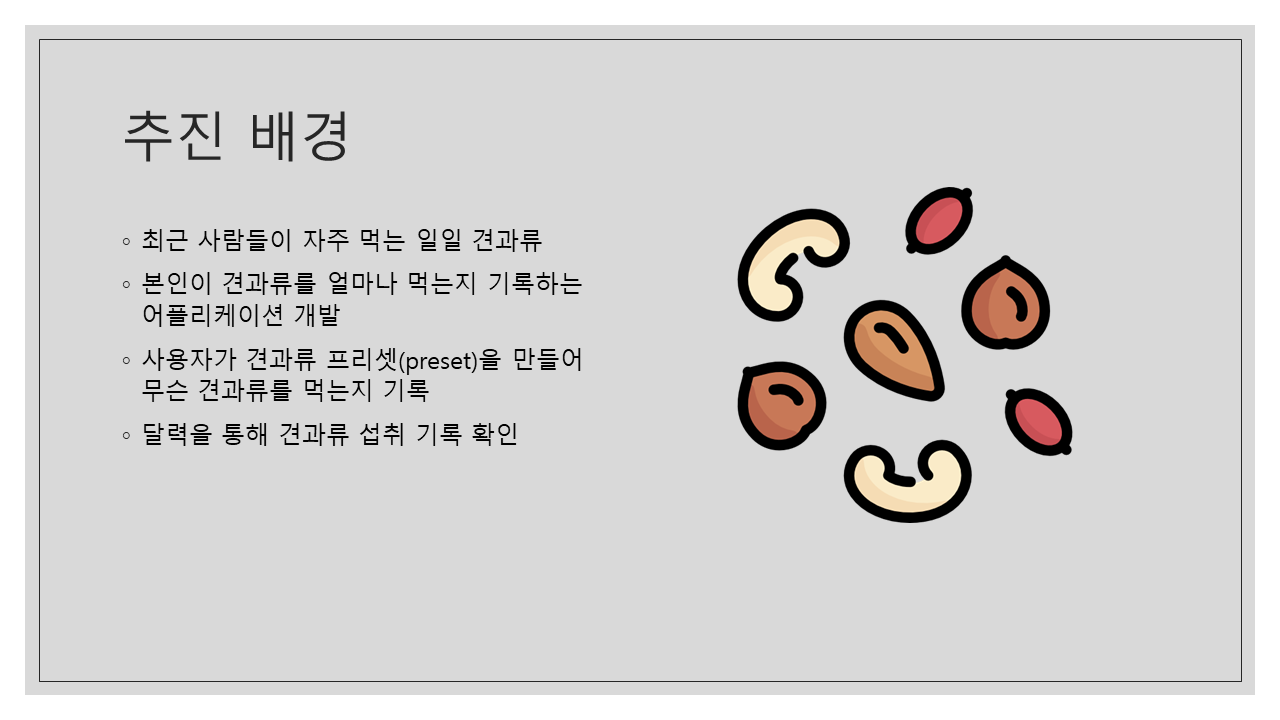 추진 배경
◦ 최근 사람들이 자주 먹는 일일 견과류
◦ 본인이 견과류를 얼마나 먹는지 기록하는
어플리케이션 개발
◦ 사용자가 견과류 프리셋(preset)을 만들어
무슨 견과류를 먹는지 기록
◦ 달력을 통해 견과류 섭취 기록 확인